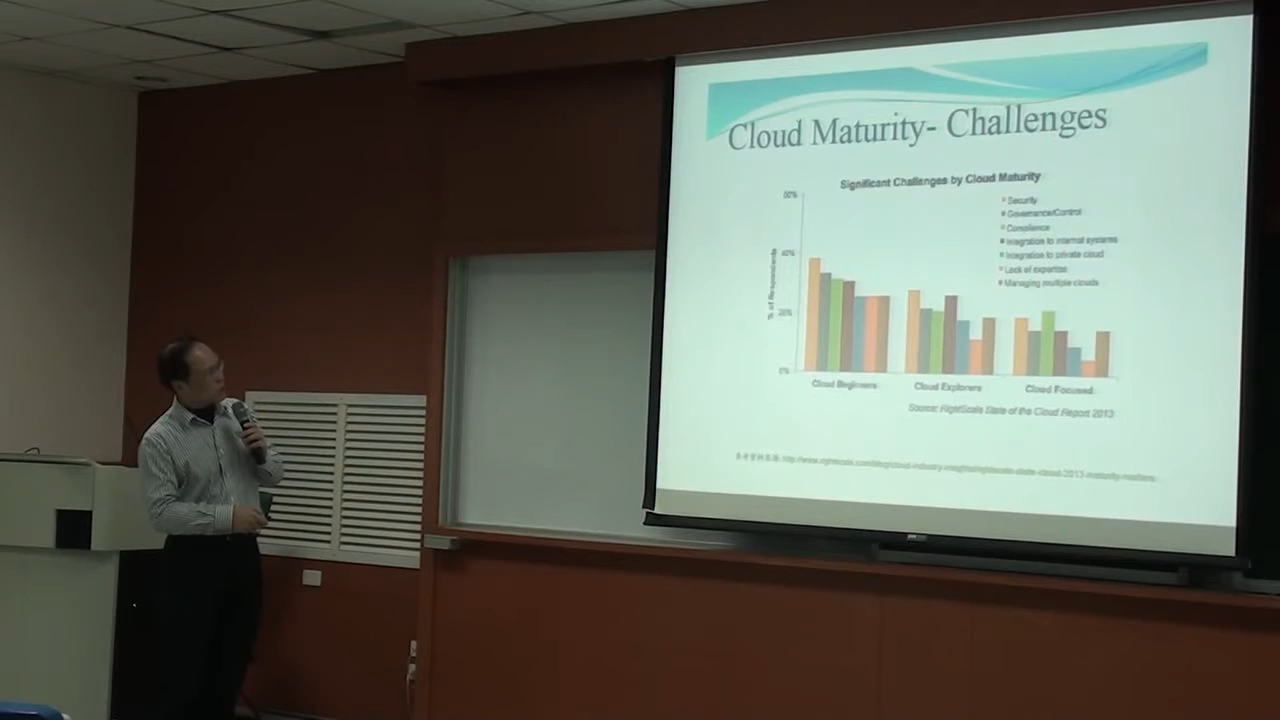 Cloud Maturity- Challenges
Significant Challenges by Cloud Maturity
Security
Governance/Control
Compliance
Integration to internal systems
Integration to private cloud
Lack of expertise
Managing multiple clouds
% of Respondents
40%
20%
0%
Cloud Beginners
Cloud Explorers
Cloud Focused
Source: RightScale State of the Cloud Report 2013